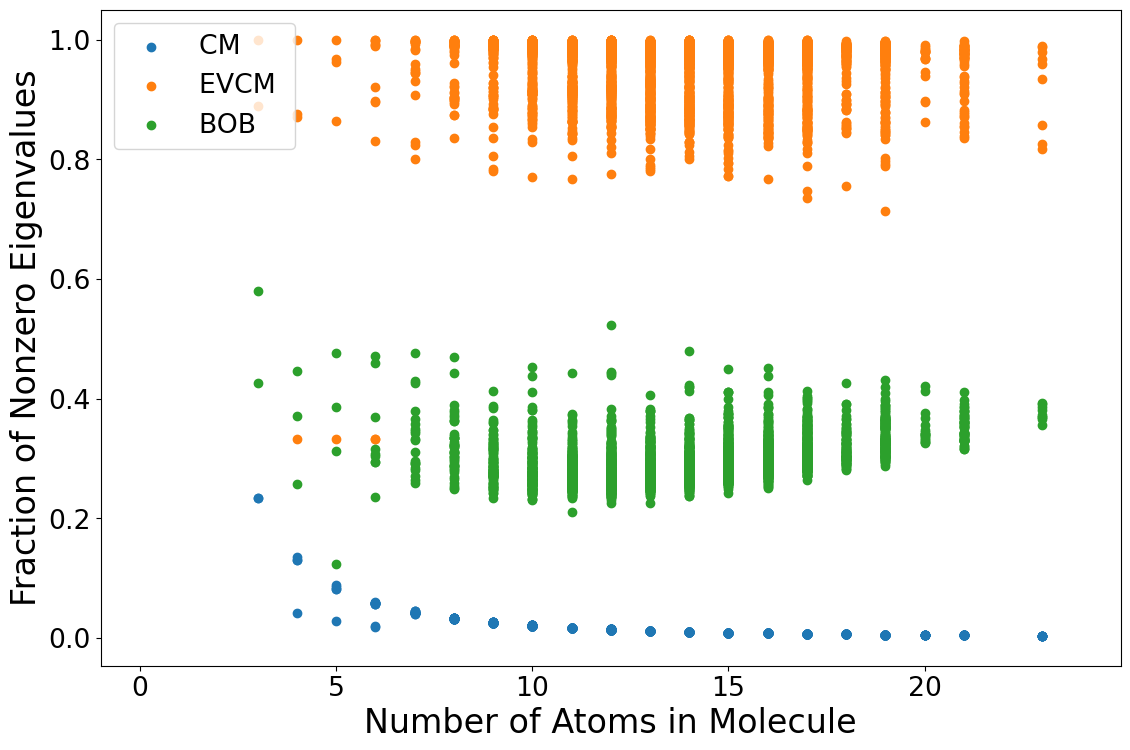 CM
EVCM
BOB
Fraction of Nonzero Eigenvalues
1.0
0.8
0.6
0.4
0.2
0.0
0 5 10 15 20
Number of Atoms in Molecule